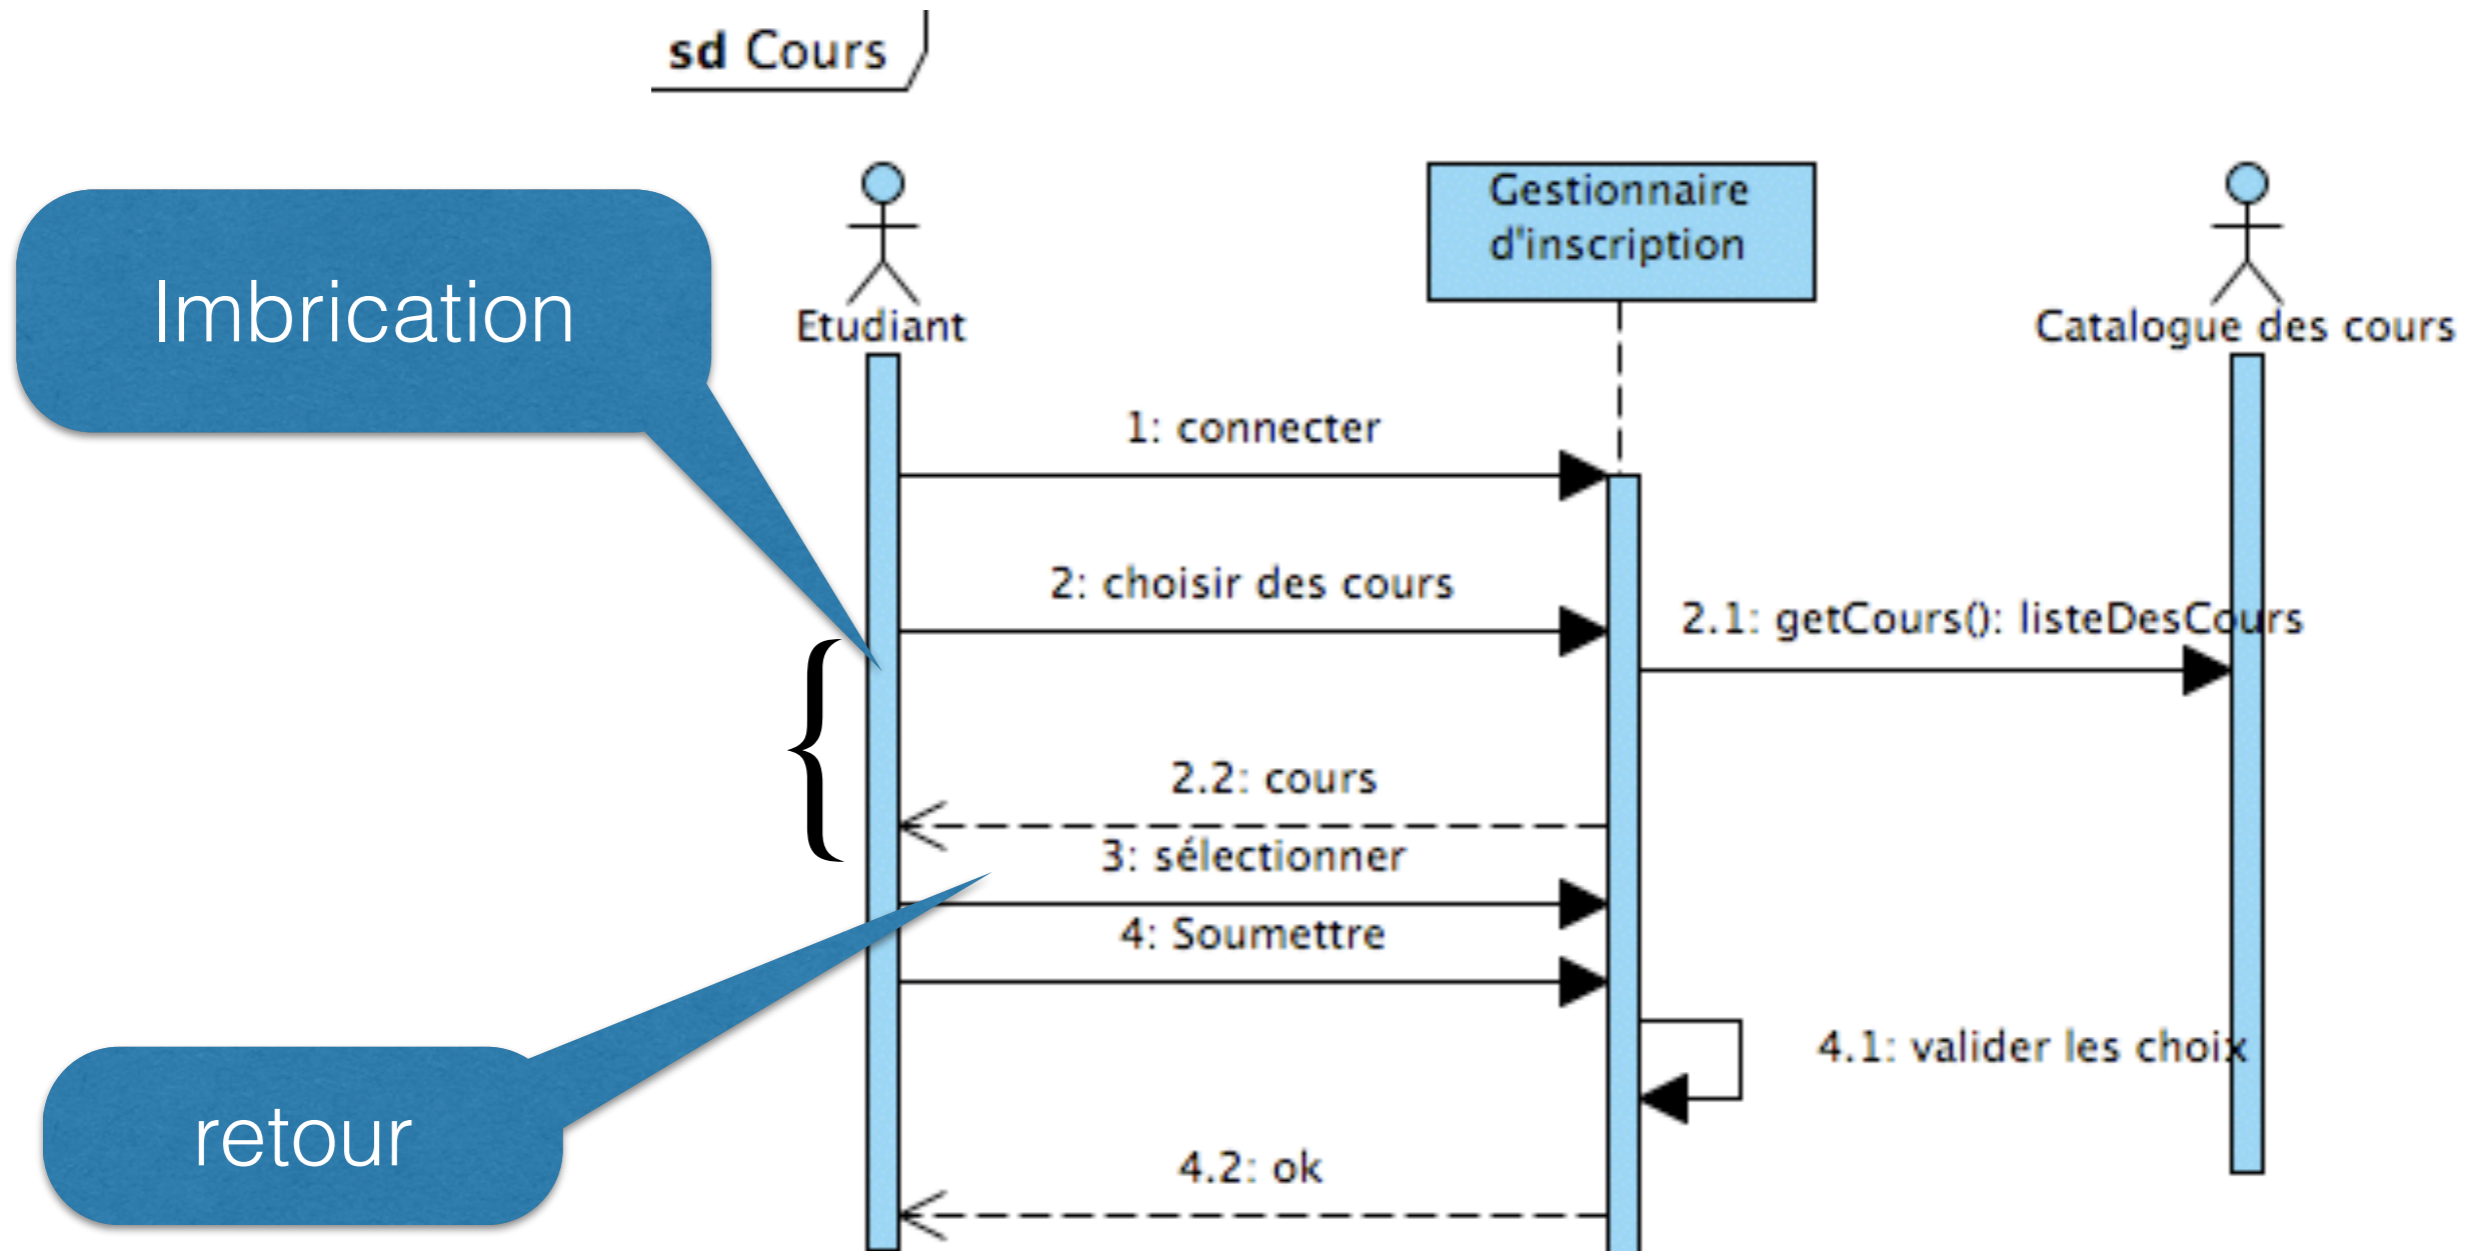 sd Cours
Imbrication
Etudiant
Gestionnaire
d'inscription
Catalogue des cours
1: connecter
2: choisir des cours
2.1: getCours(): listeDesCours
2.2: cours
3: sélectionner
4: Soumettre
4.1: valider les choix
retour
4.2: ok